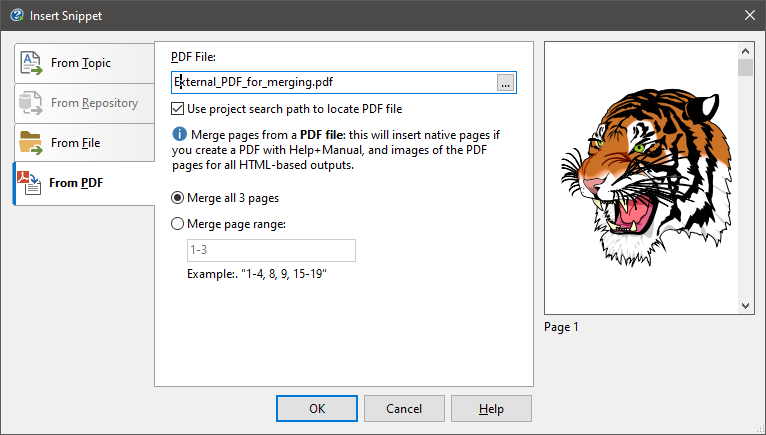 Insert Snippet
From Topic
From Repository
From File
From PDF
PDF File:
External_PDF_for_merging.pdf
...
Use project search path to locate PDF file
Merge pages from a PDF file: this will insert native pages if
you create a PDF with Help+Manual, and images of the PDF
pages for all HTML-based outputs.
Merge all 3 pages
Merge page range:
1-3
Example:. "1-4, 8, 9, 15-19"
Page 1
OK
Cancel
Help